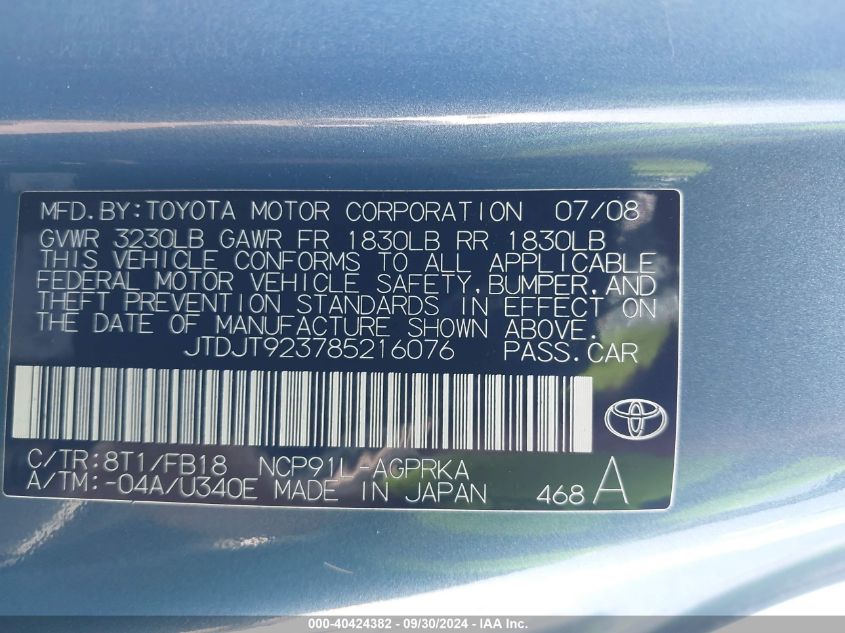 MFD.BY:TOYOTA MOTOR CORPORATION 07/08
GVWR 3230LB GAWR FR 1830LB RR 1830LB
THIS VEHICLE CONFORMS TO ALL APPLICABLE
FEDERAL MOTOR VEHICLE SAFETY,BUMPER,AND
THEFT PREVENTION STANDARDS IN EFFECT ON
THE DATE OF MANUFACTURE SHOWN ABOVE.
JTDJT923785216076 PASS.CAR
C/TR:8T1/FB18 NCP91L-AGPRKA
A/TM:-04A/U340E MADE IN JAPAN 468 A
000-40424382 - 09/30/2024 - IAA Inc.